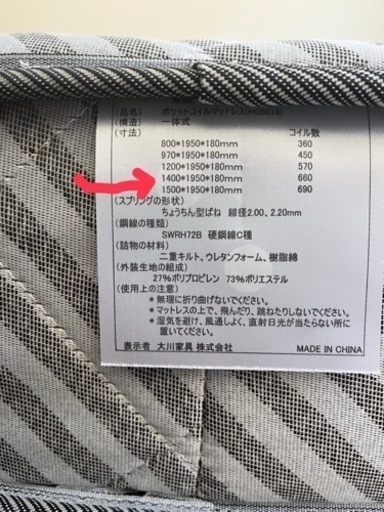 (品名) ポケットコイルマットレス(HC5018)
(構造) 一体式
(寸法) コイル数
800*1950*180mm 360
970*1950*180mm 450
1200*1950*180mm 570
1400*1950*180mm 660
1500*1950*180mm 690
(スプリングの形状)
ちょうちん型ばね 線径2.00、2.20mm
(鋼線の種類)
SWRH72B 硬鋼線C種
(詰物の材料)
二重キルト、ウレタンフォーム、樹脂綿
(外装生地の組成)
27%ポリプロピレン 73%ポリエステル
(使用上の注意)
*無理に折り曲げないでください。
*マットレスの上で、飛んだり、跳ねたりしないでください。
*湿気を避け、風通しよく、直射日光が当たらない所に
置いてください。
表示者 大川家具 株式会社 MADE IN CHINA